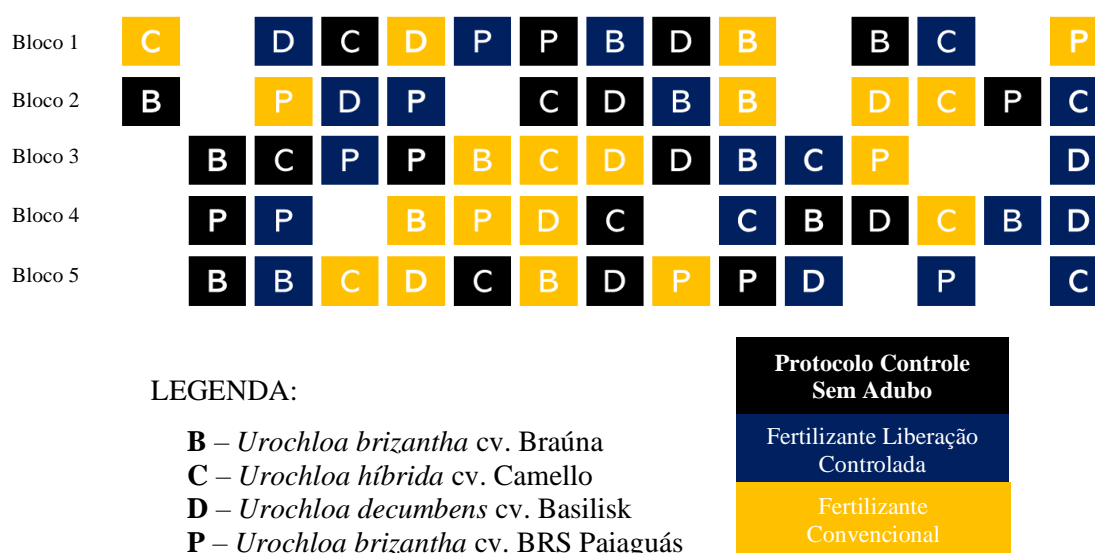 Bloco 1 C D C D P P B D B B C P
Bloco 2 B P D P C D B B D C P C
Bloco 3 B C P P B C D D B C P D
Bloco 4 P P B P D C C B D C B D
Bloco 5 B B C D C B D P P D P C
LEGENDA:
B – Urochloa brizantha cv. Braúna
C – Urochloa híbrida cv. Camello
D – Urochloa decumbens cv. Basilisk
P – Urochloa brizantha cv. BRS Paiaguás
Protocolo Controle
Sem Adubo
Fertilizante Liberação
Controlada
Fertilizante
Convencional